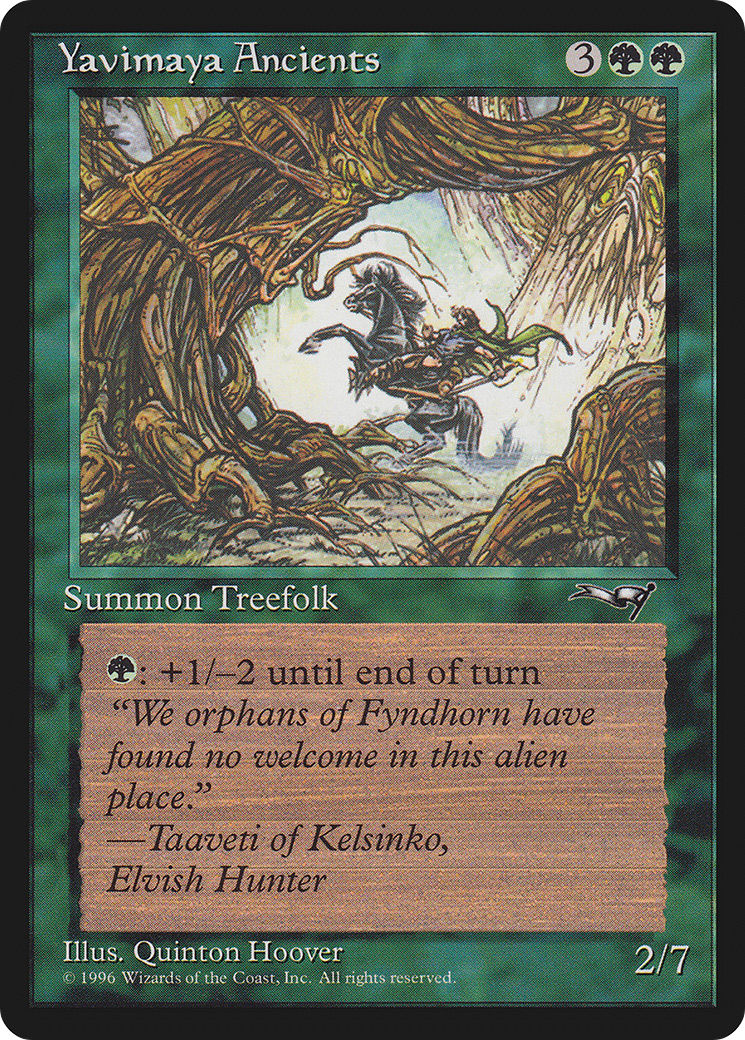 Yavimaya Ancients
3
Summon Treefolk
: +1/–2 until end of turn
“We orphans of Fyndhorn have
found no welcome in this alien
place.”
—Taaveti of Kelsinko,
Elvish Hunter
Illus. Quinton Hoover
2/7
© 1996 Wizards of the Coast, Inc. All rights reserved.